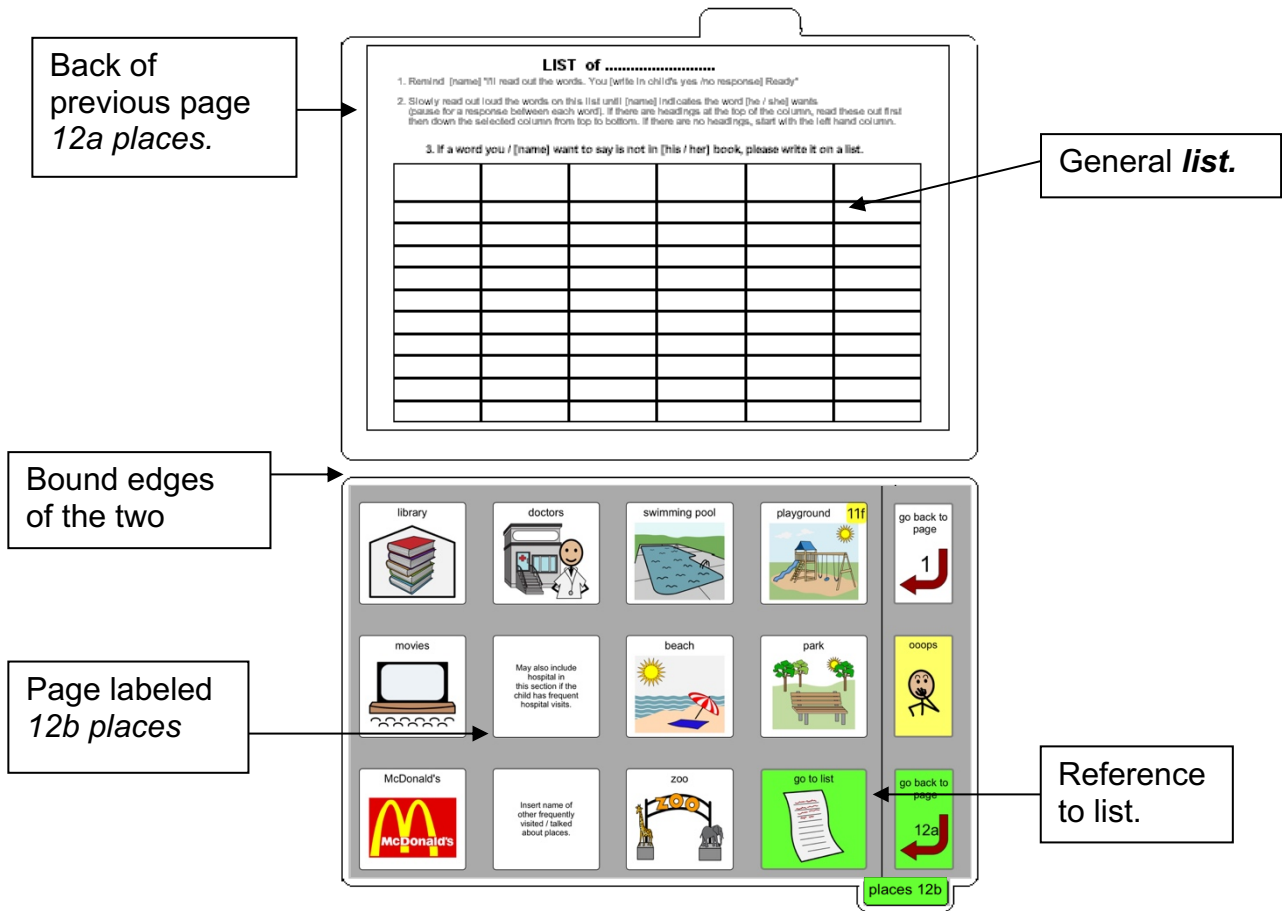 Back of
previous page
12a places.
LIST of ..........................
1. Remind [name] "I'll read out the words. You [write in child's yes /no response] Ready"
2. Slowly read out loud the words on this list until [name] indicates the word [he / she] wants
(pause for a response between each word). If there are headings at the top of the column, read these out first
then down the selected column from top to bottom. If there are no headings, start with the left hand column.
3. If a word you / [name] want to say is not in [his / her] book, please write it on a list.
General list.
Bound edges
of the two
library
doctors
swimming pool
playground 11f
go back to
page
1
movies
May also include
hospital in
this section if the
child has frequent
hospital visits.
beach
park
ooops
Page labeled
12b places
McDonald's
McDonald's
Insert name of
other frequently
visited / talked
about places.
zoo
ZOO
go to list
go back to
page
12a
Reference
to list.
places 12b